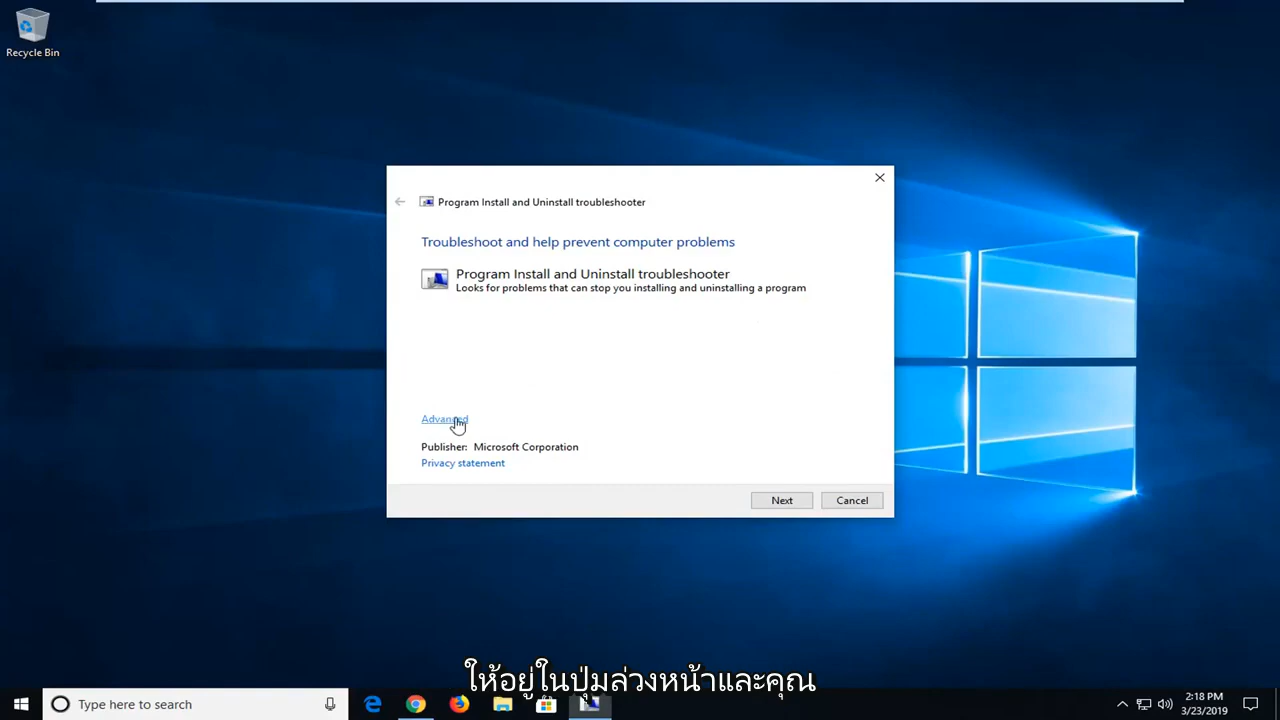 Recycle Bin
Program Install and Uninstall troubleshooter
Troubleshoot and help prevent computer problems
Program Install and Uninstall troubleshooter
Looks for problems that can stop you installing and uninstalling a program
Advanced
Publisher: Microsoft Corporation
Privacy statement
Next
Cancel
ให้อยู่ในปุ่มล่วงหน้าและคุณ
Type here to search
2:18 PM
3/23/2019